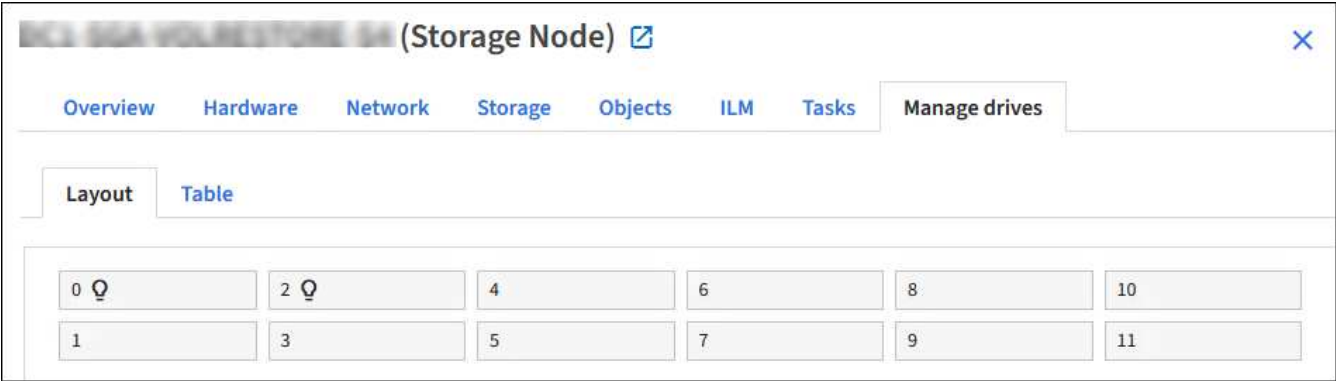 (Storage Node)
Overview Hardware Network Storage Objects ILM Tasks Manage drives
Layout Table
0 2 4 6 8 10
1 3 5 7 9 11